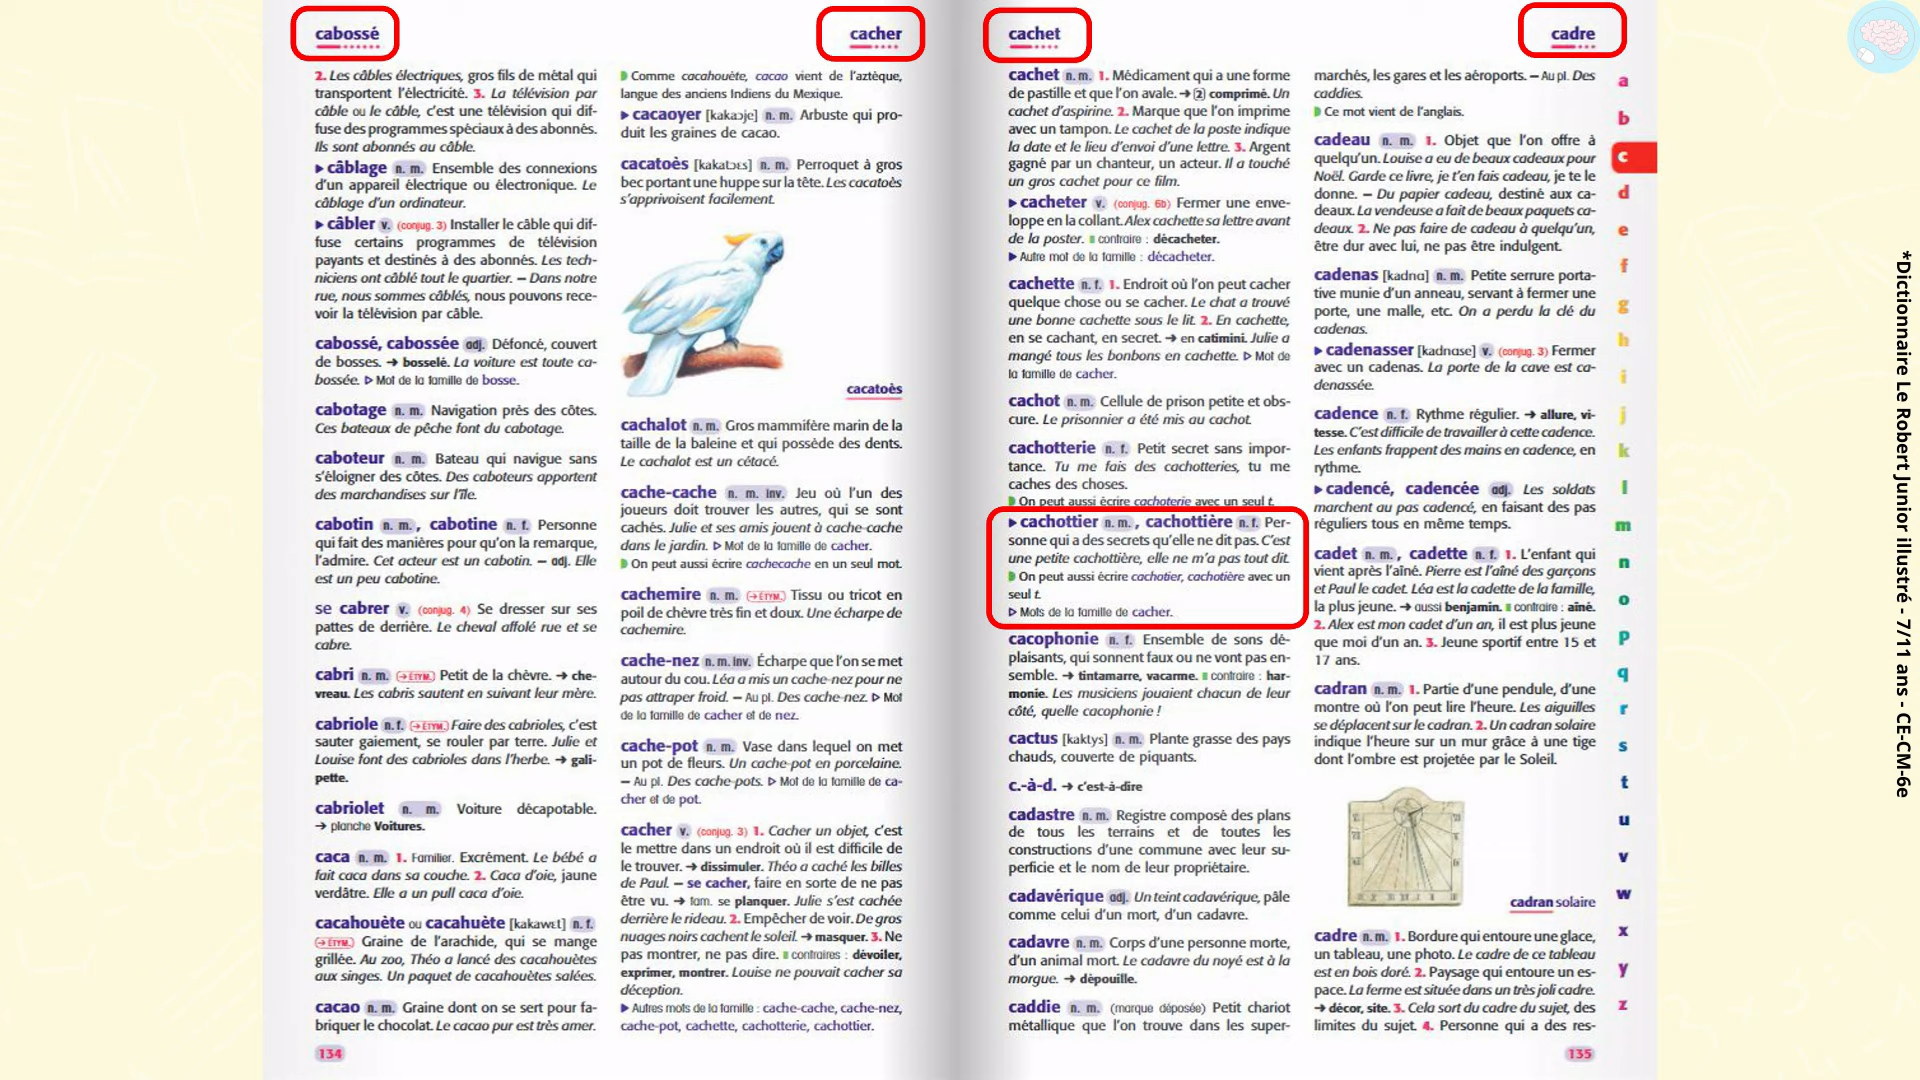 cabossé
2. Les câbles électriques, gros fils de métal qui
transportent l'électricité. 3. La télévision par
câble ou le câble, c'est une télévision qui dif-
fuse des programmes spéciaux à des abonnés.
Ils sont abonnés au câble.
▶ câblage n. m. Ensemble des connexions
d'un appareil électrique ou électronique. Le
câblage d'un ordinateur.
▶ câbler v. (conjug. 3) Installer le câble qui dif-
fuse certains programmes de télévision
payants et destinés à des abonnés. Les tech-
niciens ont câblé tout le quartier. – Dans notre
rue, nous sommes câblés, nous pouvons rece-
voir la télévision par câble.
cabossé, cabossée adj. Défoncé, couvert
de bosses. ➔ bosselé. La voiture est toute ca-
bossée. ▷ Mot de la famille de bosse.
cabotage n. m. Navigation près des côtes.
Ces bateaux de pêche font du cabotage.
caboteur n. m. Bateau qui navigue sans
s'éloigner des côtes. Des caboteurs apportent
des marchandises sur l'île.
cabotin n. m., cabotine n. f. Personne
qui fait des manières pour qu'on la remarque,
l'admire. Cet acteur est un cabotin. – adj. Elle
est un peu cabotine.
se cabrer v. (conjug. 4) Se dresser sur ses
pattes de derrière. Le cheval affolé rue et se
cabre.
cabri n. m. ➔ÉTYM. Petit de la chèvre. ➔ che-
vreau. Les cabris sautent en suivant leur mère.
cabriole n. f. ➔ÉTYM. Faire des cabrioles, c'est
sauter gaiement, se rouler par terre. Julie et
Louise font des cabrioles dans l'herbe. ➔ gali-
pette.
cabriolet n. m. Voiture décapotable.
➔ planche Voitures.
caca n. m. 1. Familier. Excrément. Le bébé a
fait caca dans sa couche. 2. Caca d'oie, jaune
verdâtre. Elle a un pull caca d'oie.
cacahouète ou cacahuète [kakawɛt] n. f.
➔ÉTYM. Graine de l'arachide, qui se mange
grillée. Au zoo, Théo a lancé des cacahouètes
aux singes. Un paquet de cacahouètes salées.
cacao n. m. Graine dont on se sert pour fa-
briquer le chocolat. Le cacao pur est très amer.
134
cacher
Comme cacahouète, cacao vient de l'aztèque,
langue des anciens Indiens du Mexique.
▶ cacaoyer [kakaɔje] n. m. Arbuste qui pro-
duit les graines de cacao.
cacatoès [kakatɔɛs] n. m. Perroquet à gros
bec portant une huppe sur la tête. Les cacatoès
s'apprivoisent facilement.
cacatoès
cachalot n. m. Gros mammifère marin de la
taille de la baleine et qui possède des dents.
Le cachalot est un cétacé.
cache-cache n. m. inv. Jeu où l'un des
joueurs doit trouver les autres, qui se sont
cachés. Julie et ses amis jouent à cache-cache
dans le jardin. ▷ Mot de la famille de cacher.
On peut aussi écrire cachecache en un seul mot.
cachemire n. m. ➔ÉTYM. Tissu ou tricot en
poil de chèvre très fin et doux. Une écharpe de
cachemire.
cache-nez n. m. inv. Écharpe que l'on se met
autour du cou. Léa a mis un cache-nez pour ne
pas attraper froid. – Au pl. Des cache-nez. ▷ Mot
de la famille de cacher et de nez.
cache-pot n. m. Vase dans lequel on met
un pot de fleurs. Un cache-pot en porcelaine.
– Au pl. Des cache-pots. ▷ Mot de la famille de ca-
cher et de pot.
cacher v. (conjug. 3) 1. Cacher un objet, c'est
le mettre dans un endroit où il est difficile de
le trouver. ➔ dissimuler. Théo a caché les billes
de Paul. – se cacher, faire en sorte de ne pas
être vu. ➔ fam. se planquer. Julie s'est cachée
derrière le rideau. 2. Empêcher de voir. De gros
nuages noirs cachent le soleil. ➔ masquer. 3. Ne
pas montrer, ne pas dire. contraires : dévoiler,
exprimer, montrer. Louise ne pouvait cacher sa
déception.
▶ Autres mots de la famille : cache-cache, cache-nez,
cache-pot, cachette, cachotterie, cachottier.
cachet
cachet n. m. 1. Médicament qui a une forme
de pastille et que l'on avale. ➔ ② comprimé. Un
cachet d'aspirine. 2. Marque que l'on imprime
avec un tampon. Le cachet de la poste indique
la date et le lieu d'envoi d'une lettre. 3. Argent
gagné par un chanteur, un acteur. Il a touché
un gros cachet pour ce film.
▶ cacheter v. (conjug. 6b) Fermer une enve-
loppe en la collant. Alex cachette sa lettre avant
de la poster. contraire : décacheter.
▶ Autre mot de la famille : décacheter.
cachette n. f. 1. Endroit où l'on peut cacher
quelque chose ou se cacher. Le chat a trouvé
une bonne cachette sous le lit. 2. En cachette,
en se cachant, en secret. ➔ en catimini. Julie a
mangé tous les bonbons en cachette. ▷ Mot de
la famille de cacher.
cachot n. m. Cellule de prison petite et obs-
cure. Le prisonnier a été mis au cachot.
cachotterie n. f. Petit secret sans impor-
tance. Tu me fais des cachotteries, tu me
caches des choses.
On peut aussi écrire cachoterie avec un seul t.
▶ cachottier n. m., cachottière n. f. Per-
sonne qui a des secrets qu'elle ne dit pas. C'est
une petite cachottière, elle ne m'a pas tout dit.
On peut aussi écrire cachotier, cachotière avec un
seul t.
▷ Mots de la famille de cacher.
cacophonie n. f. Ensemble de sons dé-
plaisants, qui sonnent faux ou ne vont pas en-
semble. ➔ tintamarre, vacarme. contraire : har-
monie. Les musiciens jouaient chacun de leur
côté, quelle cacophonie !
cactus [kaktys] n. m. Plante grasse des pays
chauds, couverte de piquants.
c.-à-d. ➔ c'est-à-dire
cadastre n. m. Registre composé des plans
de tous les terrains et de toutes les
constructions d'une commune avec leur su-
perficie et le nom de leur propriétaire.
cadavérique adj. Un teint cadavérique, pâle
comme celui d'un mort, d'un cadavre.
cadavre n. m. Corps d'une personne morte,
d'un animal mort. Le cadavre du noyé est à la
morgue. ➔ dépouille.
caddie n. m. (marque déposée) Petit chariot
métallique que l'on trouve dans les super-
cadre
marchés, les gares et les aéroports. – Au pl. Des
caddies.
Ce mot vient de l'anglais.
cadeau n. m. 1. Objet que l'on offre à
quelqu'un. Louise a eu de beaux cadeaux pour
Noël. Garde ce livre, je t'en fais cadeau, je te le
donne. – Du papier cadeau, destiné aux ca-
deaux. La vendeuse a fait de beaux paquets ca-
deaux. 2. Ne pas faire de cadeau à quelqu'un,
être dur avec lui, ne pas être indulgent.
cadenas [kadnɑ] n. m. Petite serrure porta-
tive munie d'un anneau, servant à fermer une
porte, une malle, etc. On a perdu la clé du
cadenas.
▶ cadenasser [kadnɑse] v. (conjug. 3) Fermer
avec un cadenas. La porte de la cave est ca-
denassée.
cadence n. f. Rythme régulier. ➔ allure, vi-
tesse. C'est difficile de travailler à cette cadence.
Les enfants frappent des mains en cadence, en
rythme.
▶ cadencé, cadencée adj. Les soldats
marchent au pas cadencé, en faisant des pas
réguliers tous en même temps.
cadet n. m., cadette n. f. 1. L'enfant qui
vient après l'aîné. Pierre est l'aîné des garçons
et Paul le cadet. Léa est la cadette de la famille,
la plus jeune. ➔ aussi benjamin. contraire : aîné.
2. Alex est mon cadet d'un an, il est plus jeune
que moi d'un an. 3. Jeune sportif entre 15 et
17 ans.
cadran n. m. 1. Partie d'une pendule, d'une
montre où l'on peut lire l'heure. Les aiguilles
se déplacent sur le cadran. 2. Un cadran solaire
indique l'heure sur un mur grâce à une tige
dont l'ombre est projetée par le Soleil.
cadran solaire
cadre n. m. 1. Bordure qui entoure une glace,
un tableau, une photo. Le cadre de ce tableau
est en bois doré. 2. Paysage qui entoure un es-
pace. La ferme est située dans un très joli cadre.
➔ décor, site. 3. Cela sort du cadre du sujet, des
limites du sujet. 4. Personne qui a des res-
135
a
b
c
d
e
f
g
h
i
j
k
l
m
n
o
p
q
r
s
t
u
v
w
x
y
z
*Dictionnaire Le Robert Junior illustré - 7/11 ans - CE-CM-6e